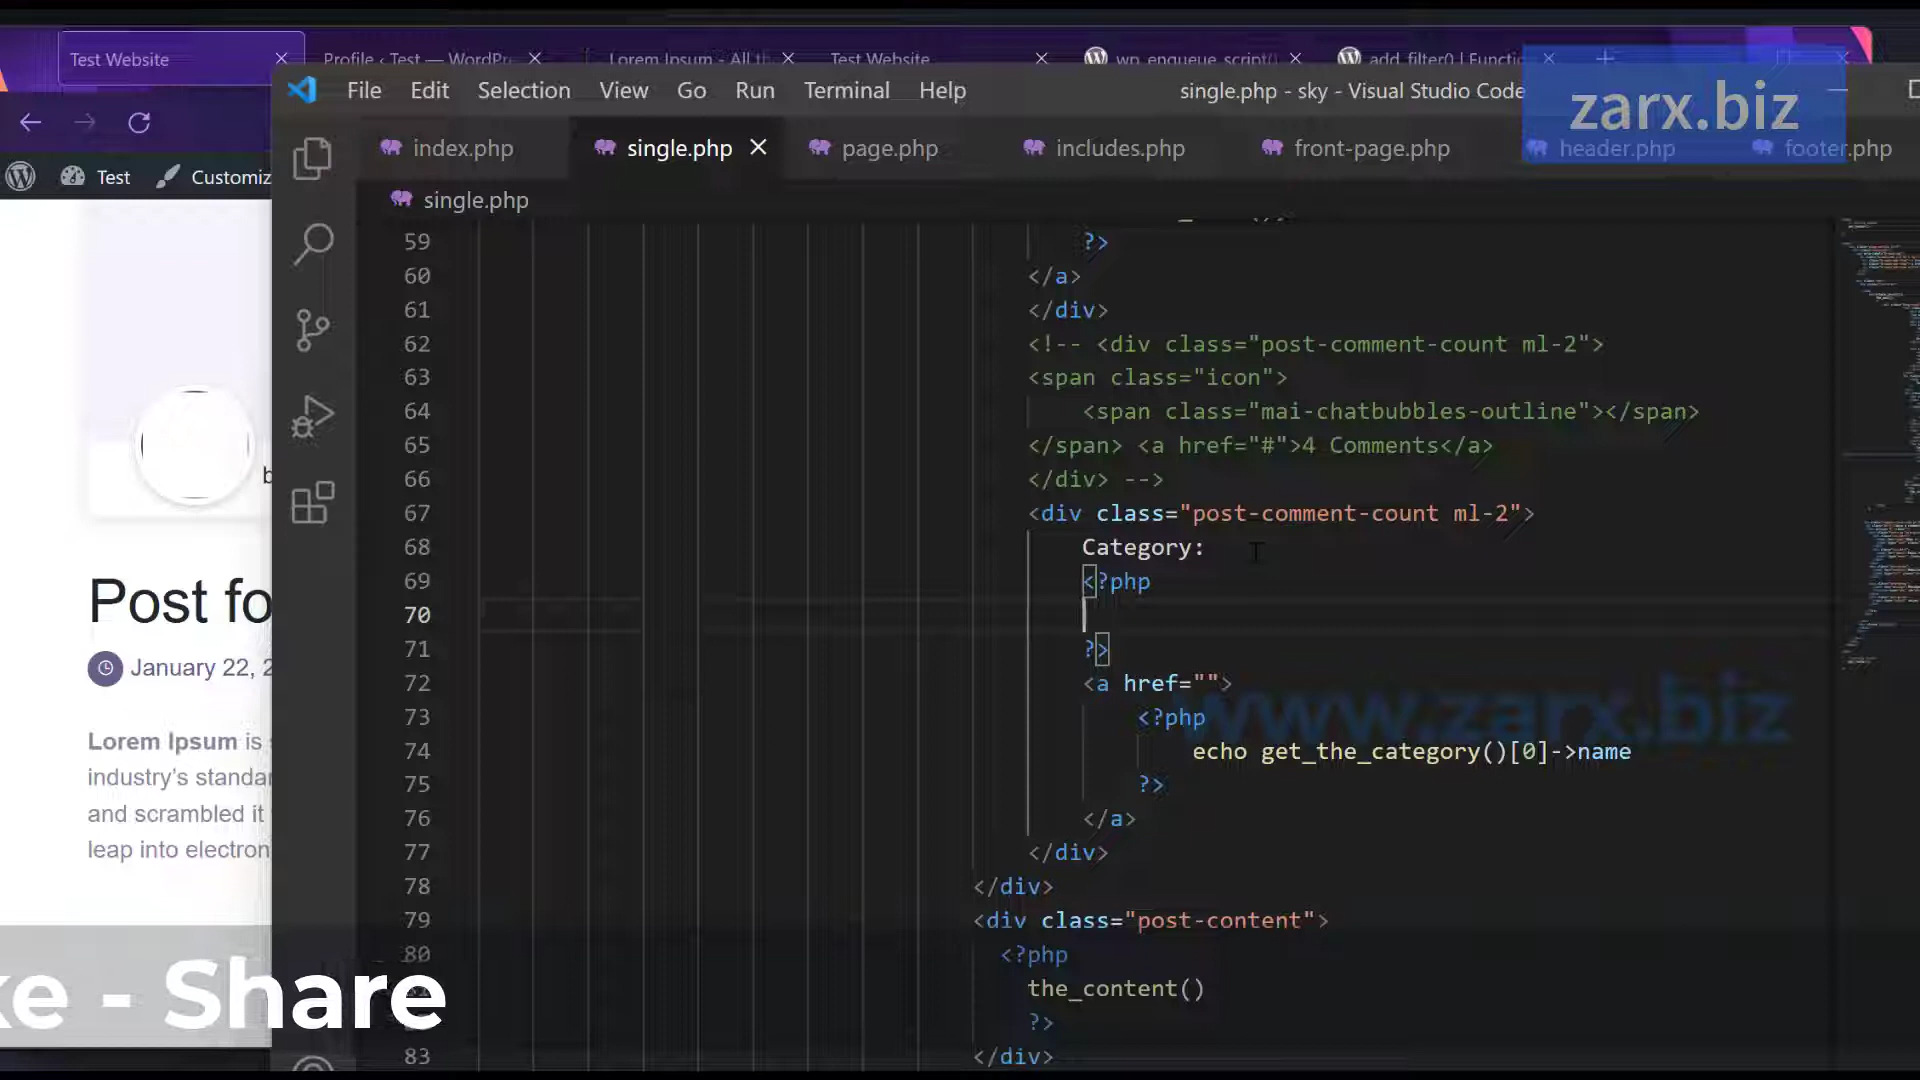 Test Website
Profile ‹ Test — WordPr
Lorem Ipsum - All th
Test Website
wp_enqueue_script()
add_filter() | Functi
File Edit Selection View Go Run Terminal Help
single.php - sky - Visual Studio Code
zarx.biz
index.php
single.php
page.php
includes.php
front-page.php
header.php
footer.php
Test
Customiz
single.php
59 ?>
60 </a>
61 </div>
62 <!-- <div class="post-comment-count ml-2">
63 <span class="icon">
64 <span class="mai-chatbubbles-outline"></span>
65 </span> <a href="#">4 Comments</a>
66 </div> -->
67 <div class="post-comment-count ml-2">
68 Category:
69 <?php
70
71 ?>
72 <a href="">
73 <?php
74 echo get_the_category()[0]->name
75 ?>
76 </a>
77 </div>
78 </div>
79 <div class="post-content">
80 <?php
the_content()
?>
83 </div>
b
Post fo
January 22, 2
Lorem Ipsum is
industry's standar
and scrambled it
leap into electron
www.zarx.biz
ke - Share